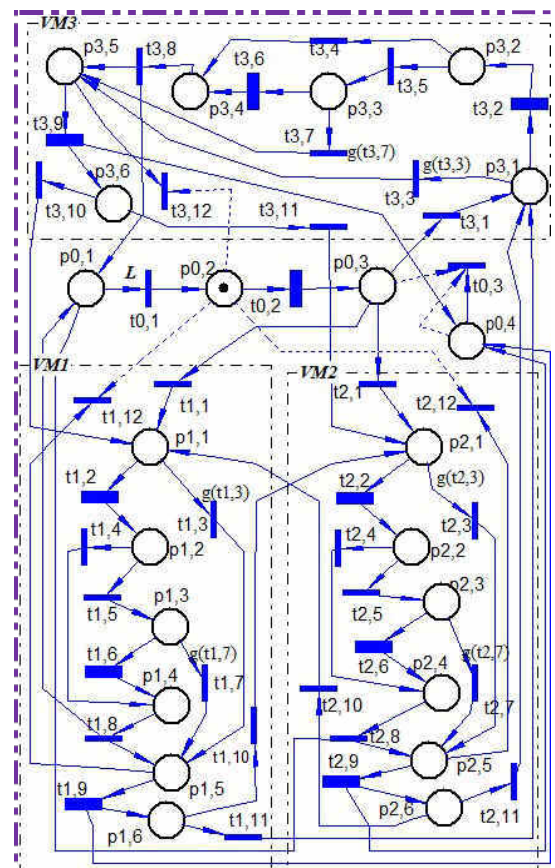 VM3
p3,5
t3,8
t3,4
p3,2
t3,6
t3,5
p3,4
p3,3
t3,2
t3,9
t3,7
g(t3,7)
g(t3,3)
p3,1
p3,6
t3,3
t3,10
t3,12
t3,11
t3,1
p0,1
L
p0,2
p0,3
t0,1
t0,2
t0,3
p0,4
VM1
VM2
t1,12
t1,1
t2,1
t2,12
p1,1
p2,1
t1,2
g(t1,3)
t1,3
t2,2
g(t2,3)
t2,3
t1,4
p1,2
t2,4
p2,2
t1,5
p1,3
t2,5
p2,3
t1,6
g(t1,7)
t1,7
t2,6
g(t2,7)
t2,7
p1,4
p2,4
t2,10
t1,8
t1,10
t2,8
p1,5
p2,5
t1,9
t2,9
p1,6
t1,11
p2,6
t2,11